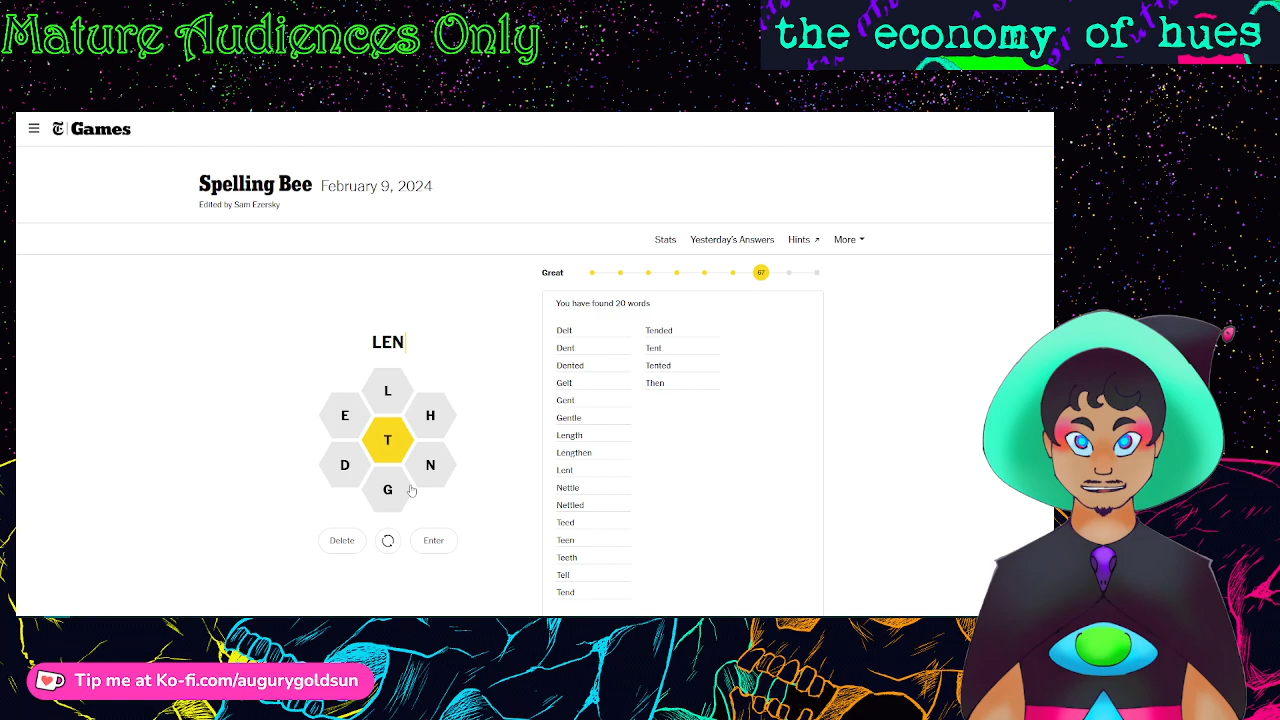 Mature Audiences Only
the economy of hues
T Games
Spelling Bee February 9, 2024
Edited by Sam Ezersky
Stats Yesterday's Answers Hints ↗ More
Great 67
You have found 20 words
LEN
L
E H
T
D N
G
Delete Enter
Delt
Dent
Dented
Gelt
Gent
Gentle
Length
Lengthen
Lent
Nettle
Nettled
Teed
Teen
Teeth
Tell
Tend
Tended
Tent
Tented
Then
Tip me at Ko-fi.com/augurygoldsun